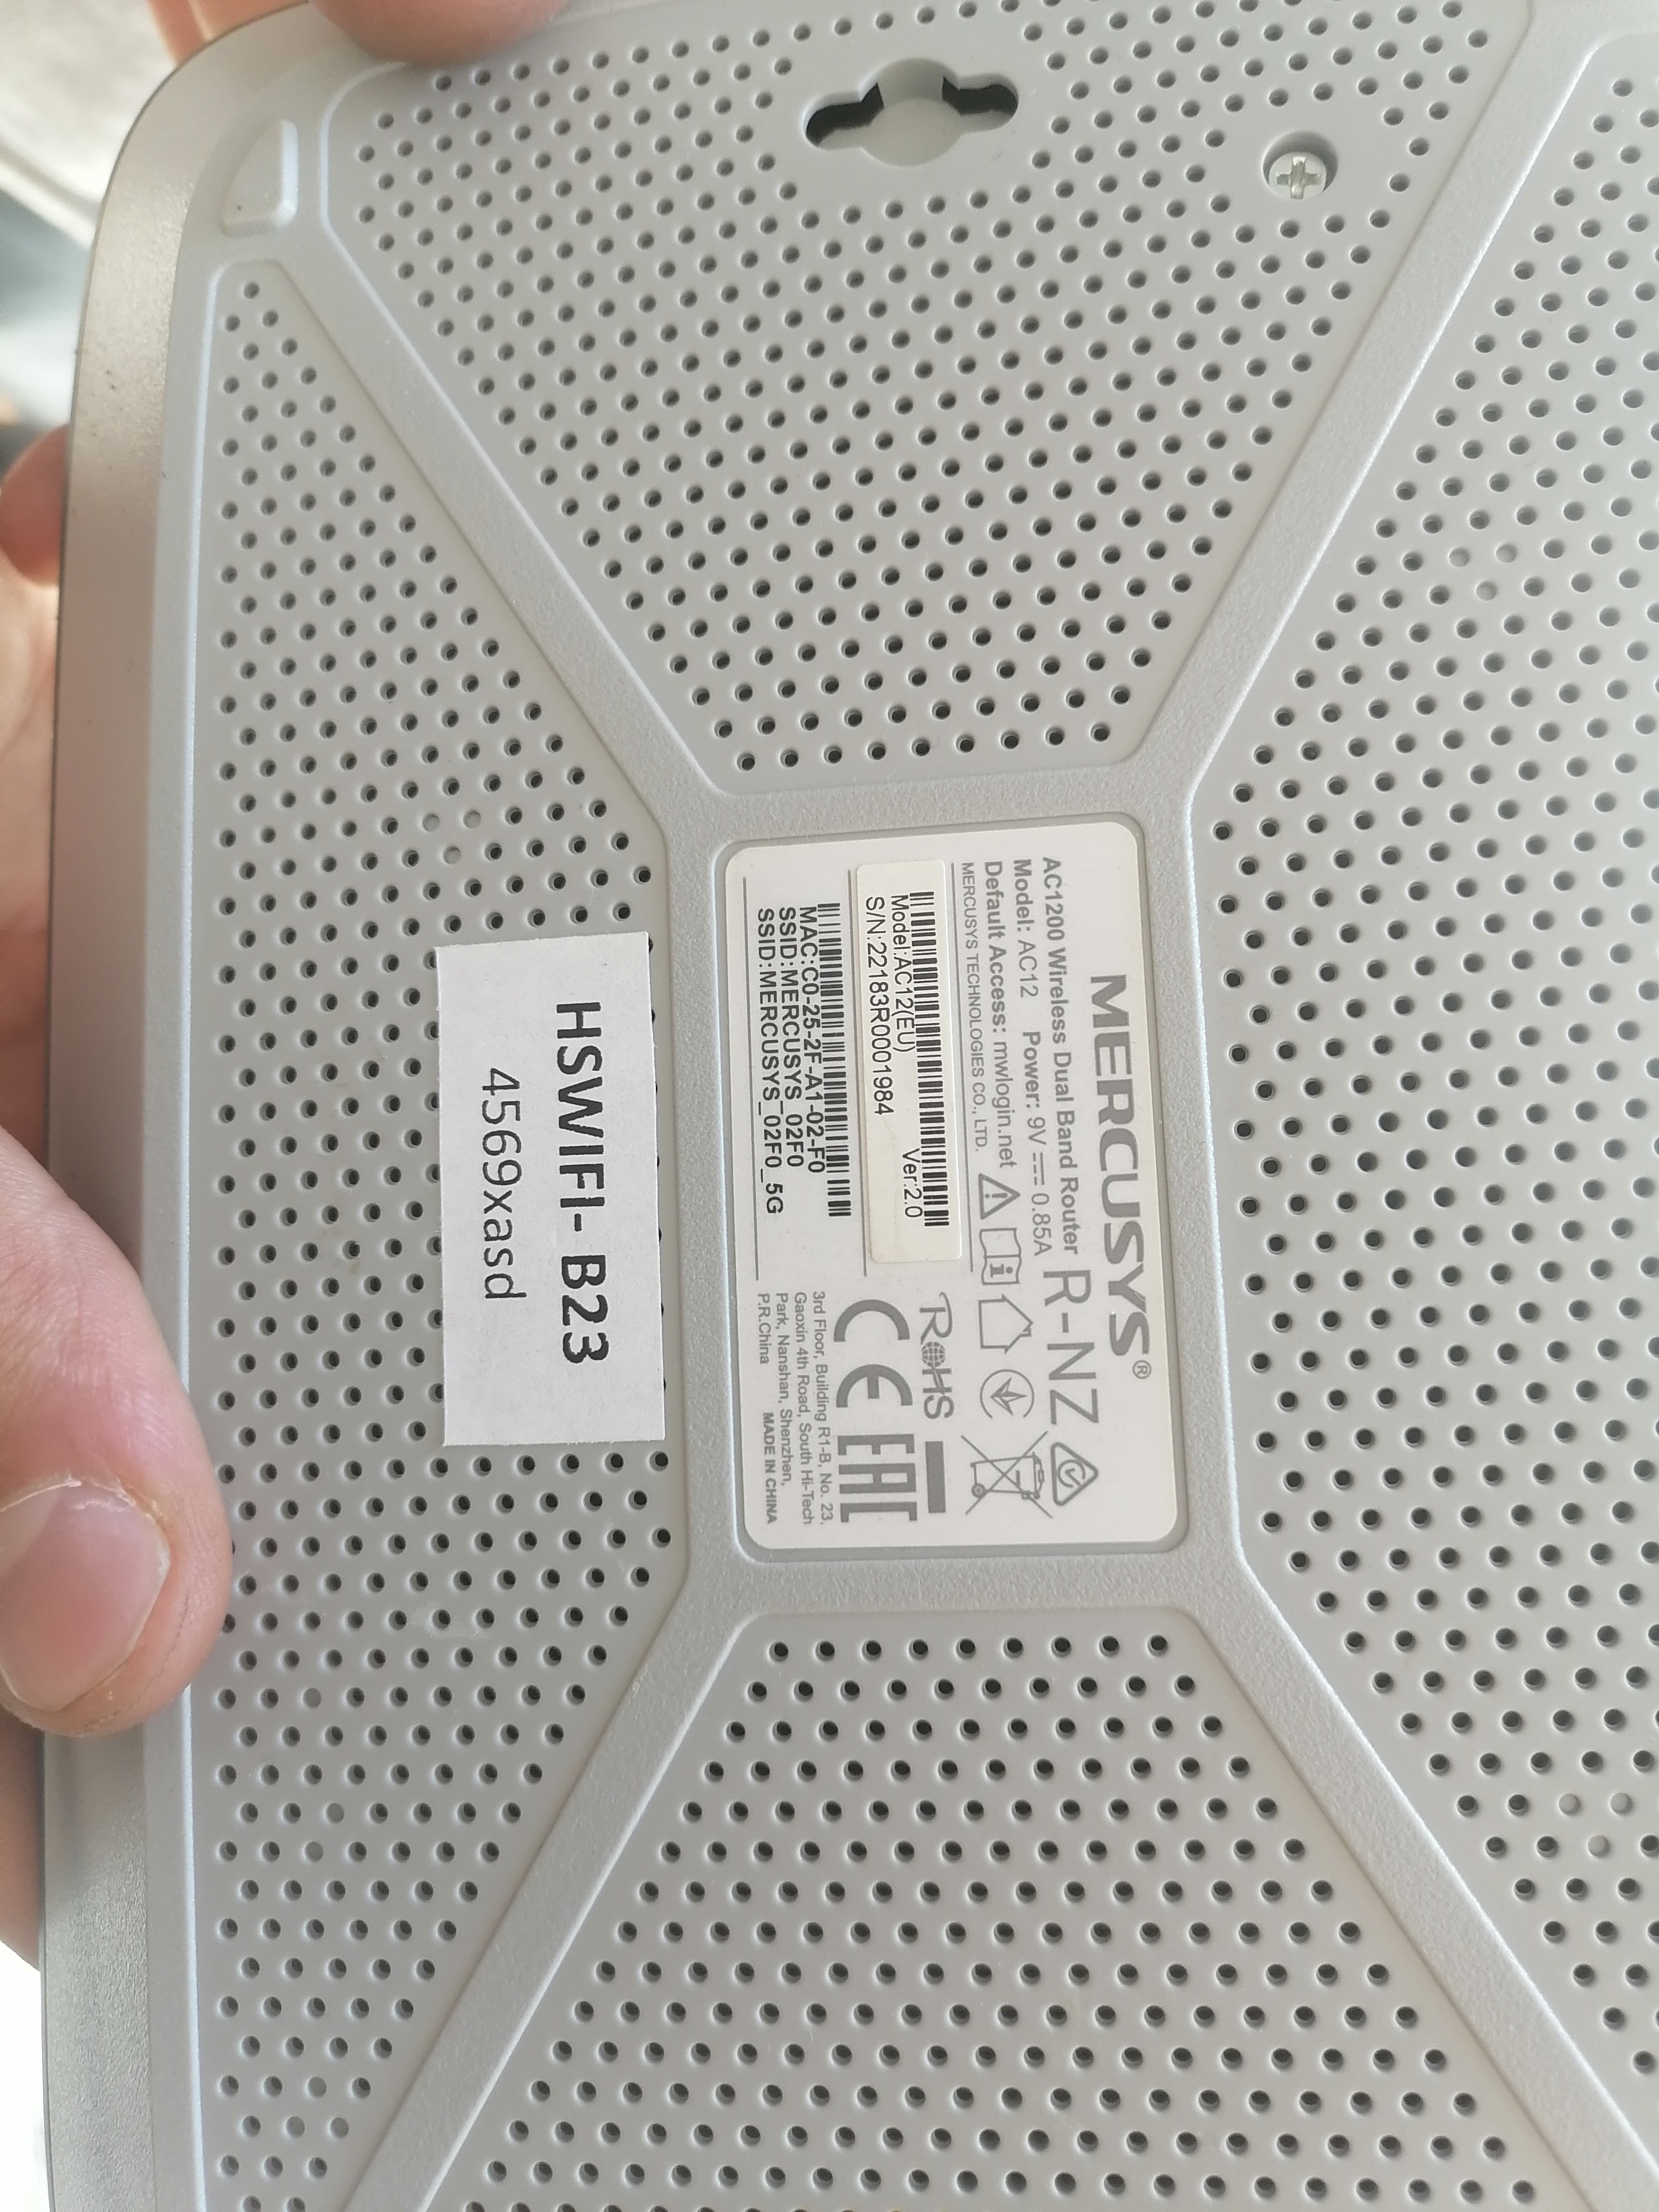 MERCUSYS®
AC1200 Wireless Dual Band Router
Model: AC12 Power: 9V 0.85A
R-NZ
Default Access: mwlogin.net
MERCUSYS TECHNOLOGIES CO., LTD.
Model:AC12(EU) Ver:2.0
S/N:22183R0001984
MAC:C0-25-2F-A1-02-F0
SSID:MERCUSYS_02F0
SSID:MERCUSYS_02F0_5G
RoHS
CE EAC
3rd Floor, Building R1-B, No. 23,
Gaoxin 4th Road, South Hi-Tech
Park, Nanshan, Shenzhen,
P.R.China MADE IN CHINA
HSWIFI- B23
4569xasd